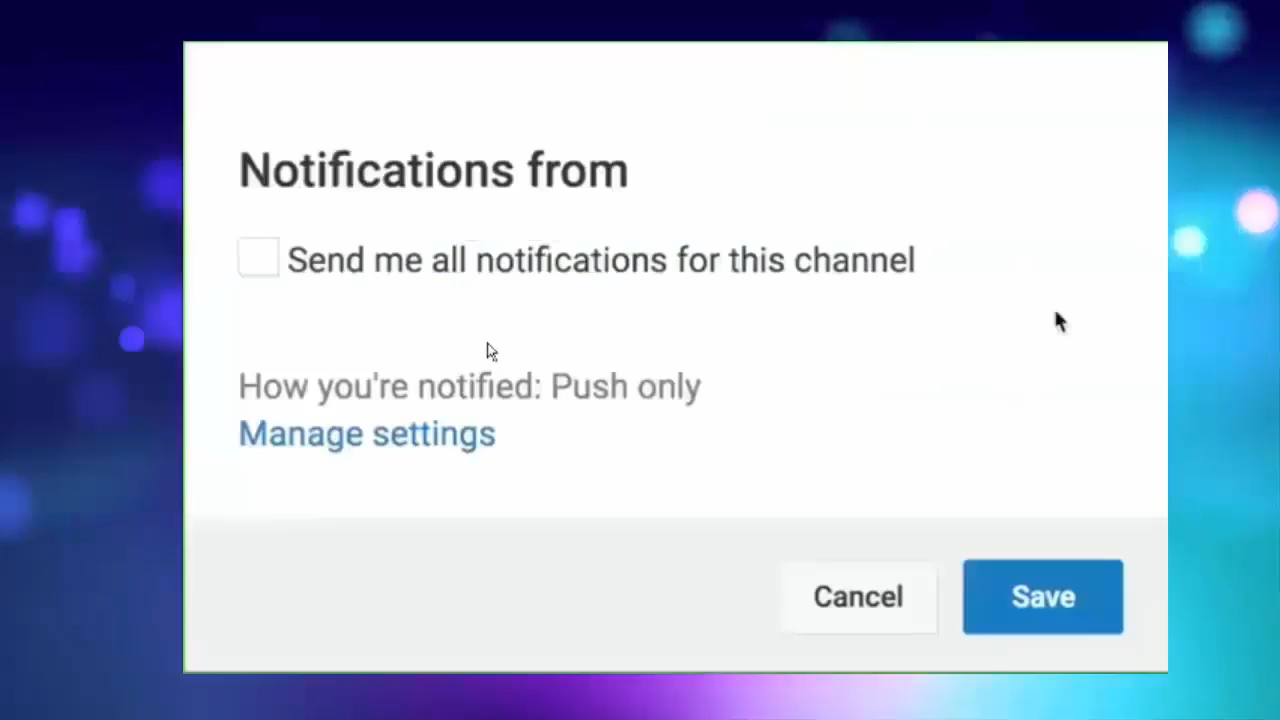 Notifications from
Send me all notifications for this channel
How you're notified: Push only
Manage settings
Cancel
Save